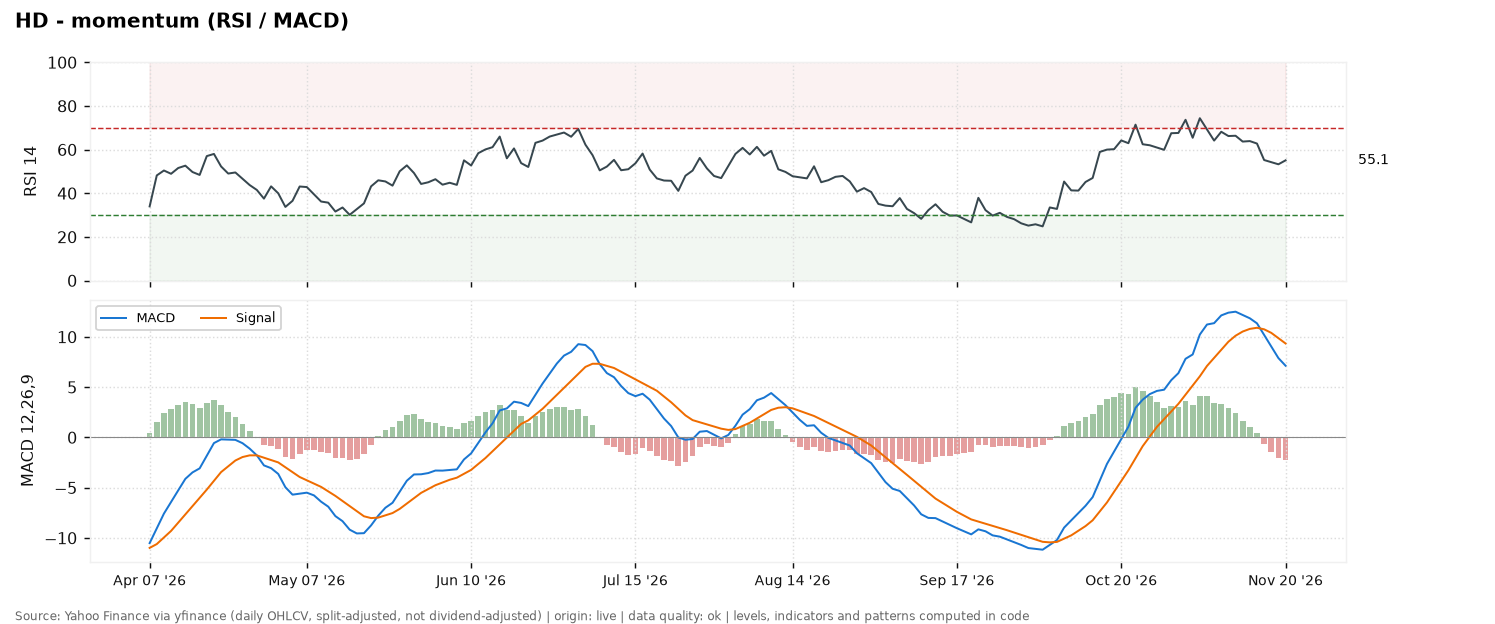 HD - momentum (RSI / MACD)
RSI 14
100
80
60
40
20
0
55.1
MACD 12,26,9
MACD
Signal
10
5
0
−5
−10
Apr 07 '26
May 07 '26
Jun 10 '26
Jul 15 '26
Aug 14 '26
Sep 17 '26
Oct 20 '26
Nov 20 '26
Source: Yahoo Finance via yfinance (daily OHLCV, split-adjusted, not dividend-adjusted) | origin: live | data quality: ok | levels, indicators and patterns computed in code